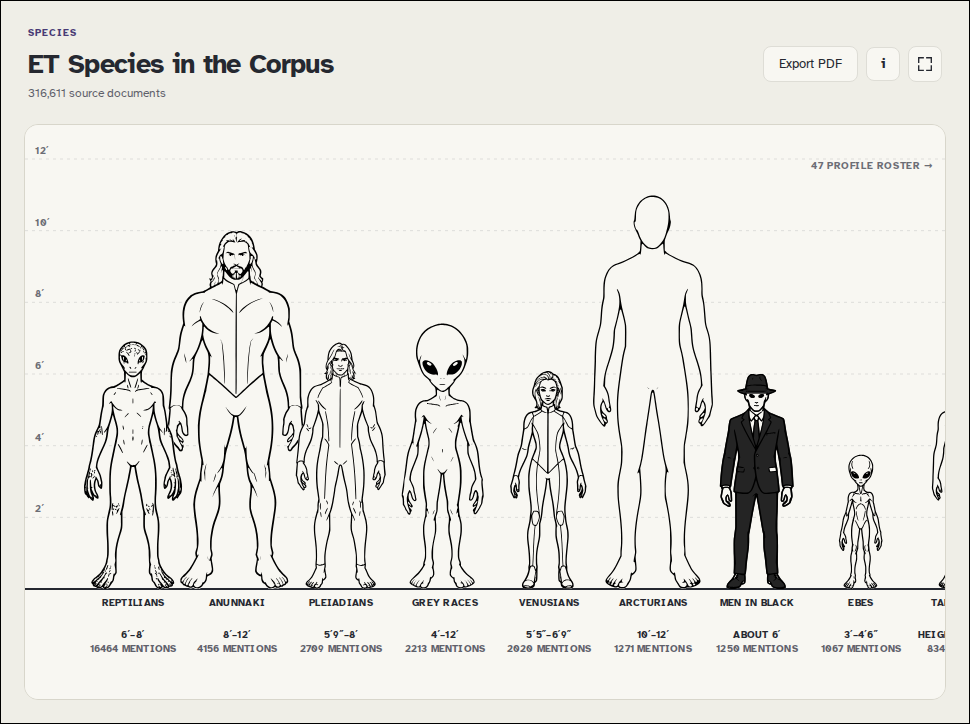 SPECIES
ET Species in the Corpus
316,611 source documents
Export PDF
i
12′
47 PROFILE ROSTER →
10′
8′
6′
4′
2′
REPTILIANS ANUNNAKI PLEIADIANS GREY RACES VENUSIANS ARCTURIANS MEN IN BLACK EBES TAL
6′–8′ 8′–12′ 5′9″–8′ 4′–12′ 5′5″–6′9″ 10′–12′ ABOUT 6′ 3′–4′6″ HEIG
16464 MENTIONS 4156 MENTIONS 2709 MENTIONS 2213 MENTIONS 2020 MENTIONS 1271 MENTIONS 1250 MENTIONS 1067 MENTIONS 834